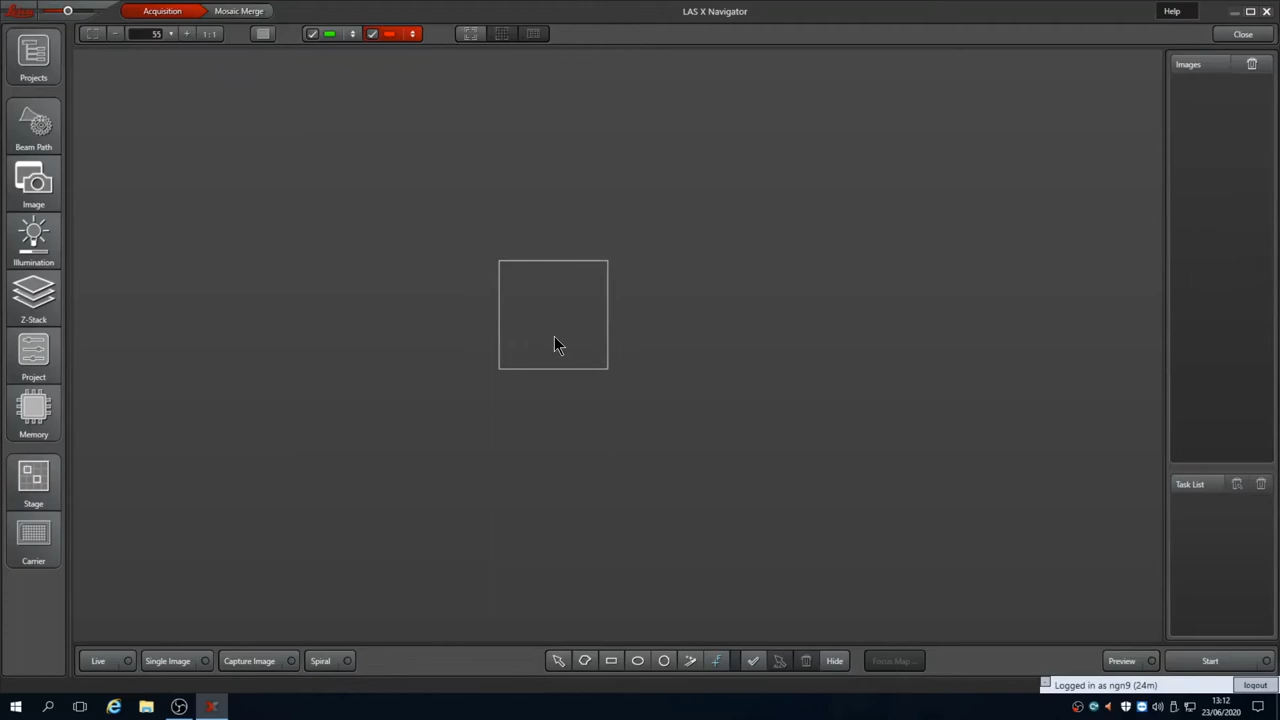 Leica Acquisition Mosaic Merge LAS X Navigator Help
55 1:1 Close
Projects
Beam Path
Image
Illumination
Z-Stack
Project
Memory
Stage
Carrier
Images
Task List
Live Single Image Capture Image Spiral Hide Focus Map... Preview Start
Logged in as ngn9 (24m) logout
13:12
23/06/2020